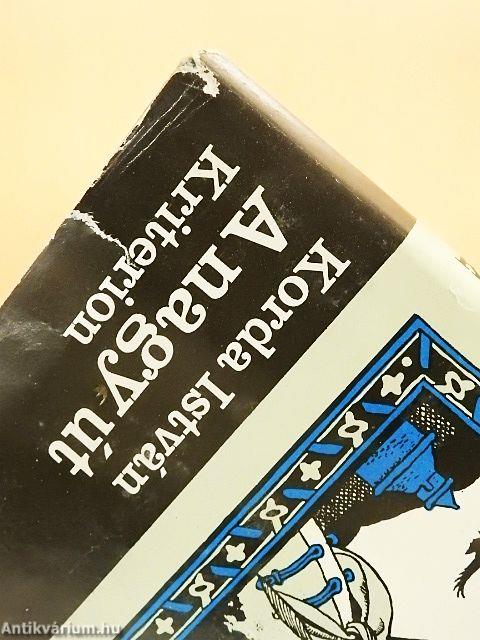 Korda István
A nagy út
Kriterion
Antikvárium.hu